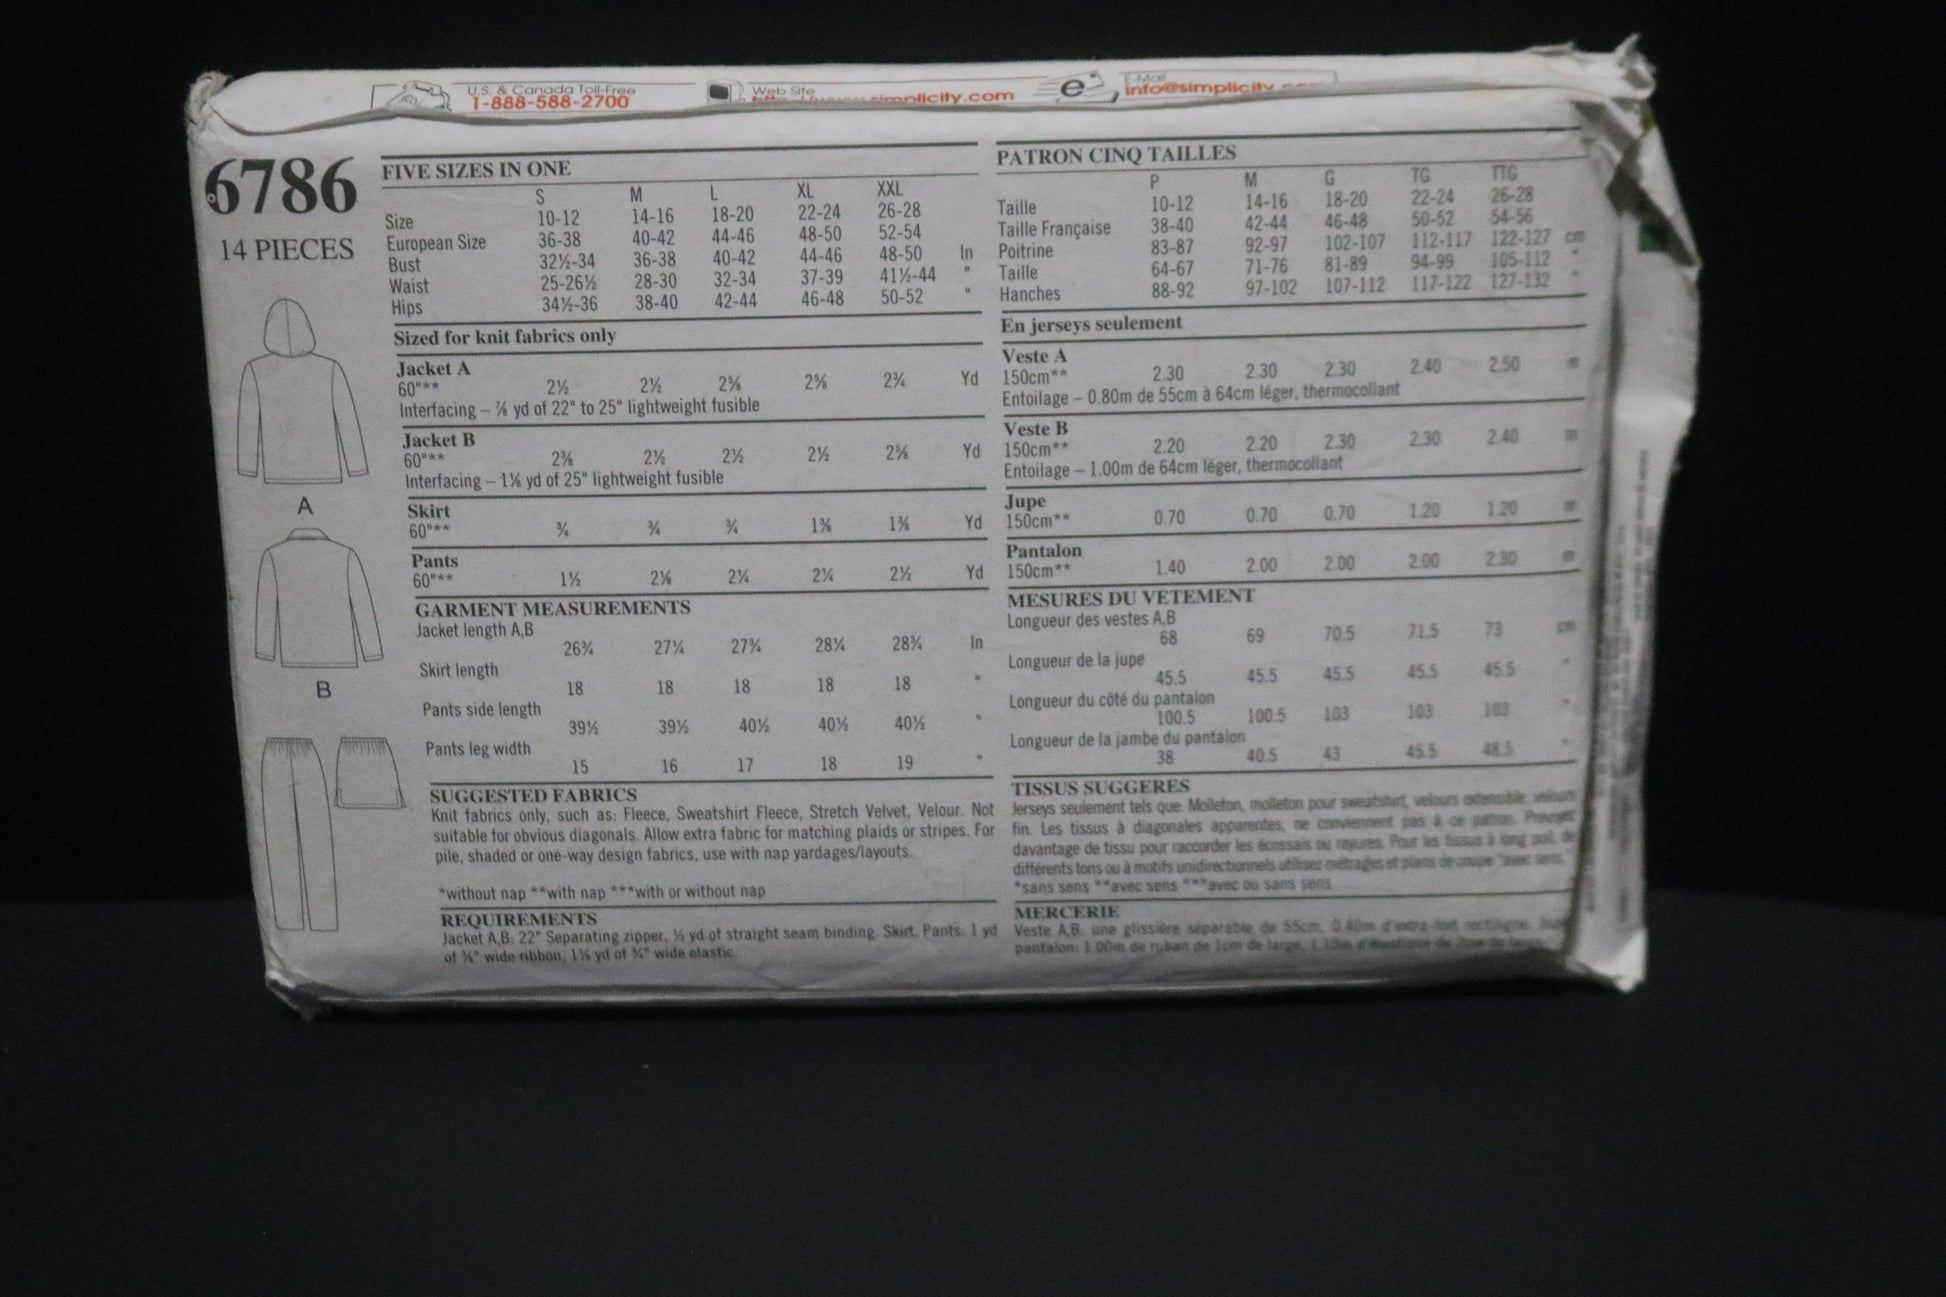 U.S. & Canada Toll-Free
1-888-588-2700
Web Site
simplicity.com
E-Mail
info@simplicity
6786
14 PIECES
A
B
FIVE SIZES IN ONE
S M L XL XXL
Size 10-12 14-16 18-20 22-24 26-28
European Size 36-38 40-42 44-46 48-50 52-54
Bust 32½-34 36-38 40-42 44-46 48-50 In
Waist 25-26½ 28-30 32-34 37-39 41½-44 "
Hips 34½-36 38-40 42-44 46-48 50-52 "
Sized for knit fabrics only
Jacket A
60"** 2½ 2½ 2⅝ 2⅝ 2¾ Yd
Interfacing – ⅞ yd of 22" to 25" lightweight fusible
Jacket B
60"** 2⅜ 2½ 2½ 2½ 2⅝ Yd
Interfacing – 1⅛ yd of 25" lightweight fusible
Skirt
60"** ¾ ¾ ¾ 1⅜ 1⅜ Yd
Pants
60"** 1½ 2⅛ 2¼ 2¼ 2½ Yd
GARMENT MEASUREMENTS
Jacket length A,B
26¾ 27¼ 27¾ 28¼ 28¾ In
Skirt length
18 18 18 18 18 "
Pants side length
39½ 39½ 40½ 40½ 40½ "
Pants leg width
15 16 17 18 19 "
SUGGESTED FABRICS
Knit fabrics only, such as: Fleece, Sweatshirt Fleece, Stretch Velvet, Velour. Not
suitable for obvious diagonals. Allow extra fabric for matching plaids or stripes. For
pile, shaded or one-way design fabrics, use with nap yardages/layouts.
*without nap **with nap ***with or without nap
REQUIREMENTS
Jacket A,B: 22" Separating zipper, ½ yd of straight seam binding. Skirt, Pants: 1 yd
of ⅜" wide ribbon, 1⅛ yd of ¾" wide elastic.
PATRON CINQ TAILLES
P M G TG TTG
Taille 10-12 14-16 18-20 22-24 26-28
Taille Française 38-40 42-44 46-48 50-52 54-56
Poitrine 83-87 92-97 102-107 112-117 122-127 cm
Taille 64-67 71-76 81-89 94-99 105-112 "
Hanches 88-92 97-102 107-112 117-122 127-132 "
En jerseys seulement
Veste A
150cm** 2.30 2.30 2.30 2.40 2.50 m
Entoilage – 0.80m de 55cm à 64cm léger, thermocollant
Veste B
150cm** 2.20 2.20 2.30 2.30 2.40 m
Entoilage – 1.00m de 64cm léger, thermocollant
Jupe
150cm** 0.70 0.70 0.70 1.20 1.20 m
Pantalon
150cm** 1.40 2.00 2.00 2.00 2.30 m
MESURES DU VETEMENT
Longueur des vestes A,B
68 69 70.5 71.5 73 cm
Longueur de la jupe
45.5 45.5 45.5 45.5 45.5 "
Longueur du côté du pantalon
100.5 100.5 103 103 103 "
Longueur de la jambe du pantalon
38 40.5 43 45.5 48.5 "
TISSUS SUGGERES
Jerseys seulement tels que: Molleton, molleton pour sweatshirt, velours extensible, velours
fin. Les tissus à diagonales apparentes, ne conviennent pas à ce patron. Prévoyer
davantage de tissu pour raccorder les écossais ou rayures. Pour les tissus à long poil, de
différents tons ou à motifs unidirectionnels utilisez métrages et plans de coupe "avec sens."
*sans sens **avec sens ***avec ou sans sens
MERCERIE
Veste A,B: une glissière séparable de 55cm, 0.40m d'extra-fort rectiligne.
pantalon: 1.00m de ruban de 1cm de large,